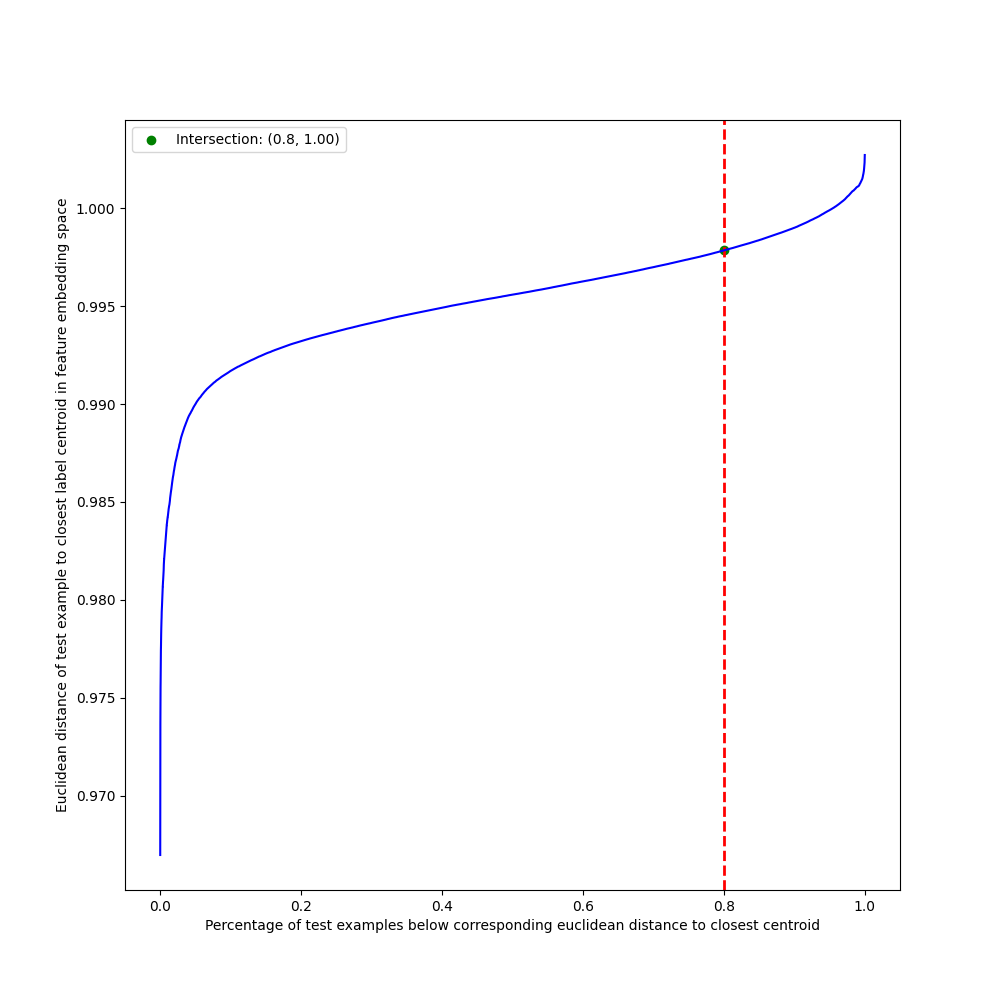 Intersection: (0.8, 1.00)
Euclidean distance of test example to closest label centroid in feature embedding space
1.000
0.995
0.990
0.985
0.980
0.975
0.970
0.0 0.2 0.4 0.6 0.8 1.0
Percentage of test examples below corresponding euclidean distance to closest centroid